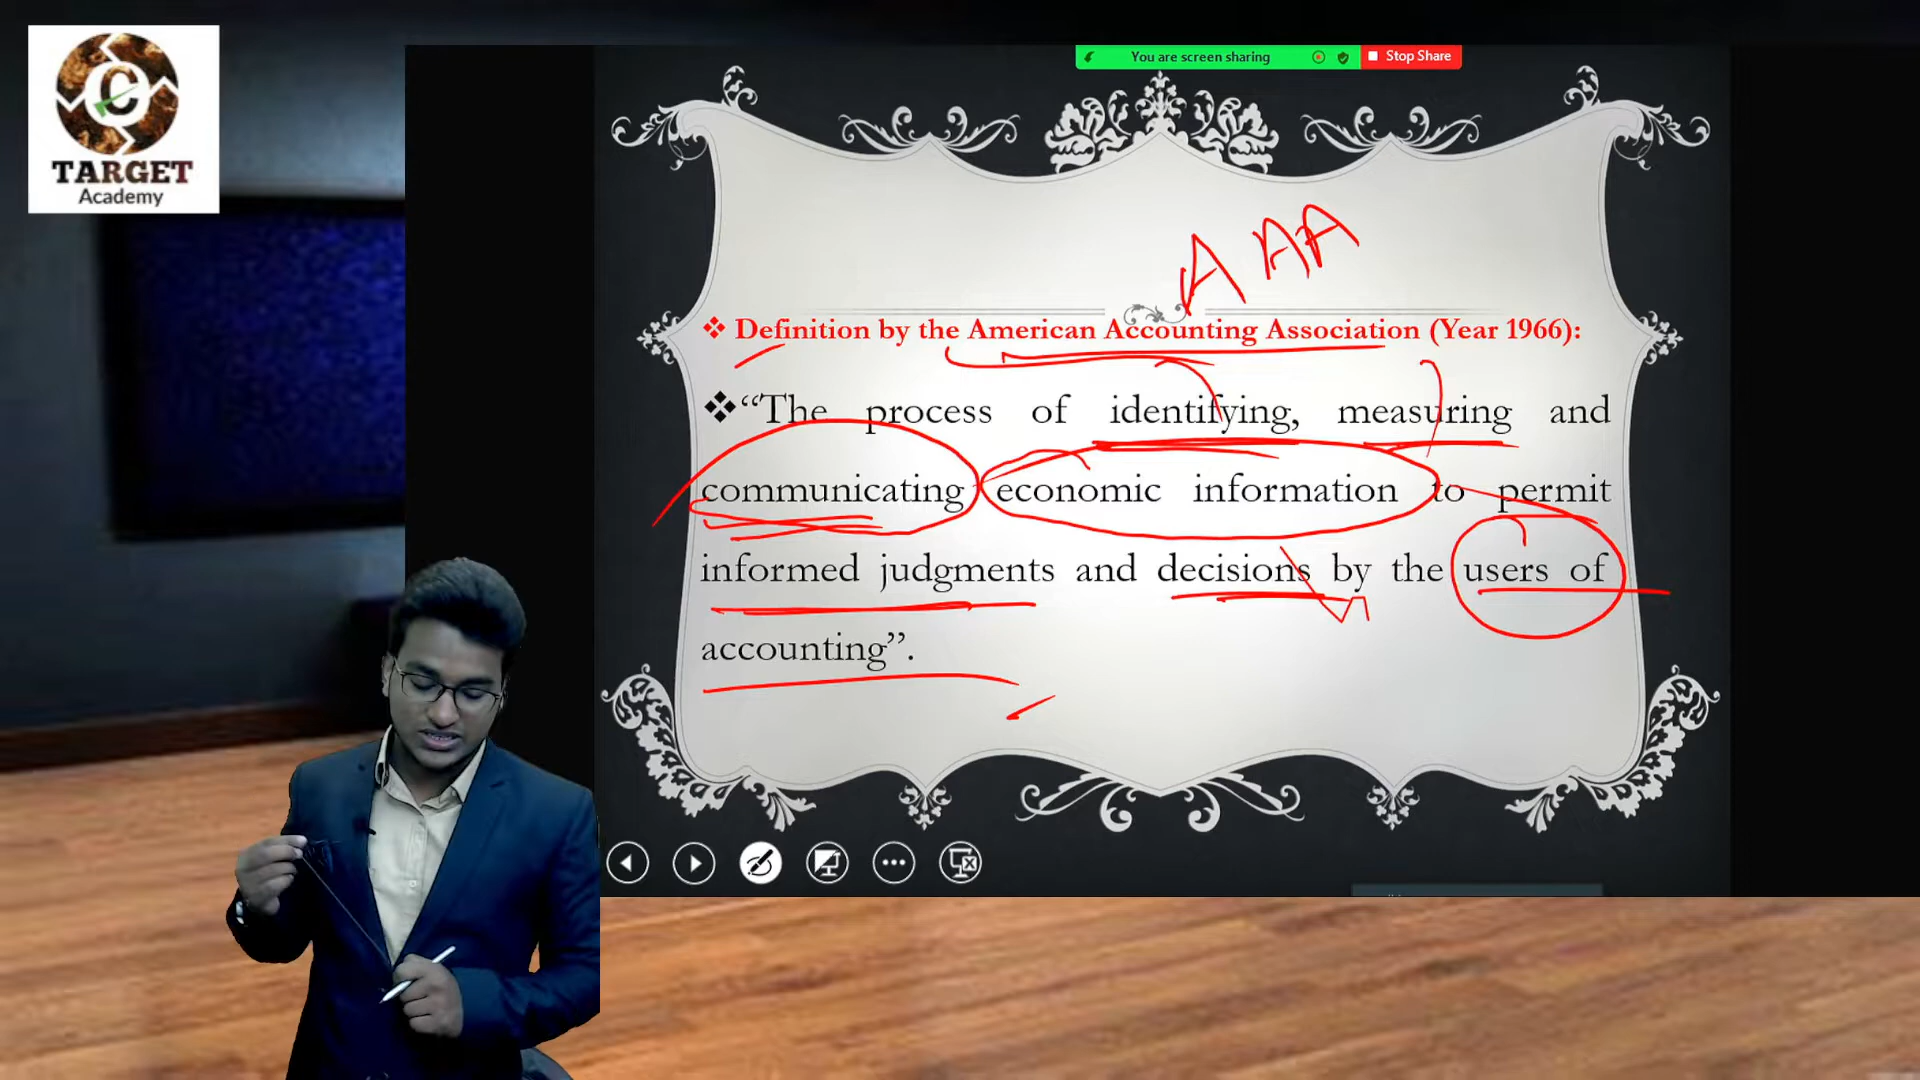 C
TARGET
Academy
You are screen sharing
Stop Share
A A A
Definition by the American Accounting Association (Year 1966):
“The process of identifying, measuring and
communicating economic information to permit
informed judgments and decisions by the users of
accounting”.